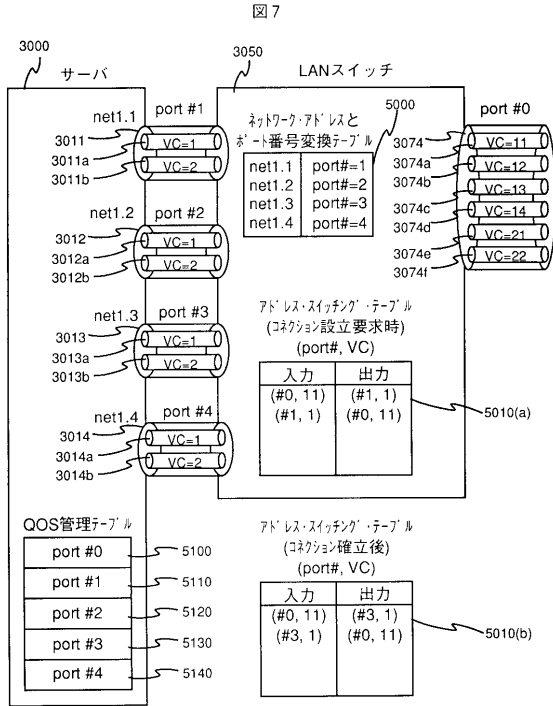 図7
3000
サーバ
3050
LANスイッチ
net1.1
port #1
3011
3011a
VC=1
3011b
VC=2
net1.2
port #2
3012
3012a
VC=1
3012b
VC=2
net1.3
port #3
3013
3013a
VC=1
3013b
VC=2
net1.4
port #4
3014
3014a
VC=1
3014b
VC=2
ネットワーク・アドレスと
ポート番号変換テーブル
5000
net1.1 port#=1
net1.2 port#=2
net1.3 port#=3
net1.4 port#=4
port #0
3074
3074a
VC=11
3074b
VC=12
3074c
VC=13
3074d
VC=14
3074e
VC=21
3074f
VC=22
アドレス・スイッチング・テーブル
(コネクション設立要求時)
(port#, VC)
入力 出力
(#0, 11) (#1, 1)
(#1, 1) (#0, 11)
5010(a)
QOS管理テーブル
port #0 5100
port #1 5110
port #2 5120
port #3 5130
port #4 5140
アドレス・スイッチング・テーブル
(コネクション確立後)
(port#, VC)
入力 出力
(#0, 11) (#3, 1)
(#3, 1) (#0, 11)
5010(b)